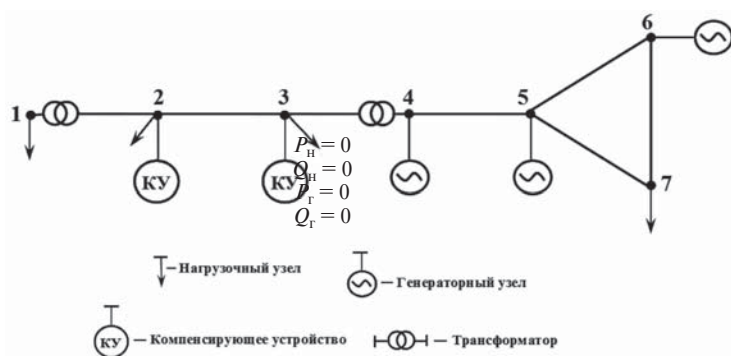 6
1
2
3
4
5
КУ
КУ
Pн = 0
Qн = 0
Pг = 0
Qг = 0
7
— Нагрузочный узел
— Генераторный узел
КУ — Компенсирующее устройство
— Трансформатор